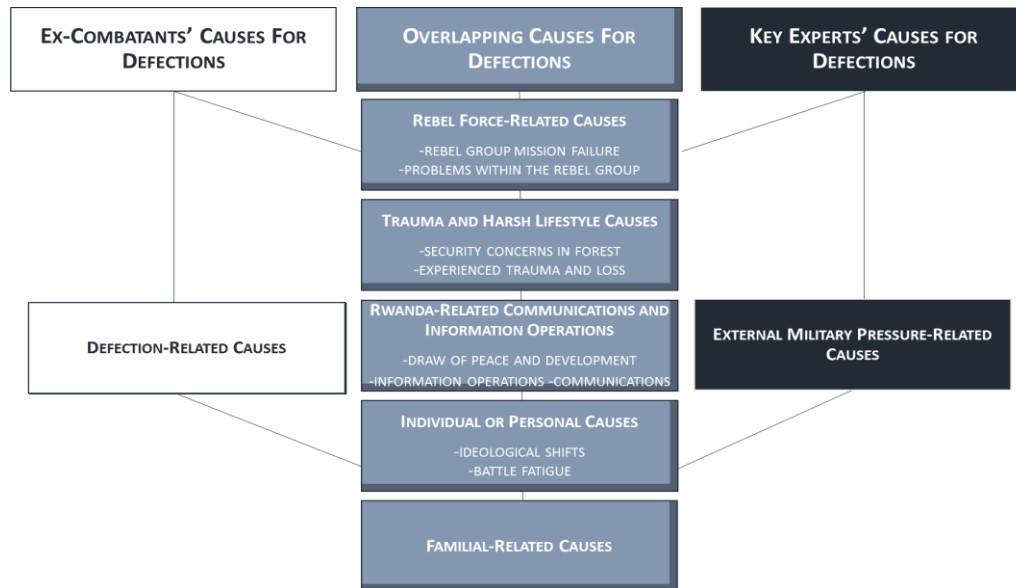 EX-COMBATANTS' CAUSES FOR
DEFECTIONS
OVERLAPPING CAUSES FOR
DEFECTIONS
KEY EXPERTS' CAUSES FOR
DEFECTIONS
REBEL FORCE-RELATED CAUSES
-REBEL GROUP MISSION FAILURE
-PROBLEMS WITHIN THE REBEL GROUP
TRAUMA AND HARSH LIFESTYLE CAUSES
-SECURITY CONCERNS IN FOREST
-EXPERIENCED TRAUMA AND LOSS
DEFECTION-RELATED CAUSES
RWANDA-RELATED COMMUNICATIONS AND
INFORMATION OPERATIONS
-DRAW OF PEACE AND DEVELOPMENT
-INFORMATION OPERATIONS -COMMUNICATIONS
EXTERNAL MILITARY PRESSURE-RELATED
CAUSES
INDIVIDUAL OR PERSONAL CAUSES
-IDEOLOGICAL SHIFTS
-BATTLE FATIGUE
FAMILIAL-RELATED CAUSES